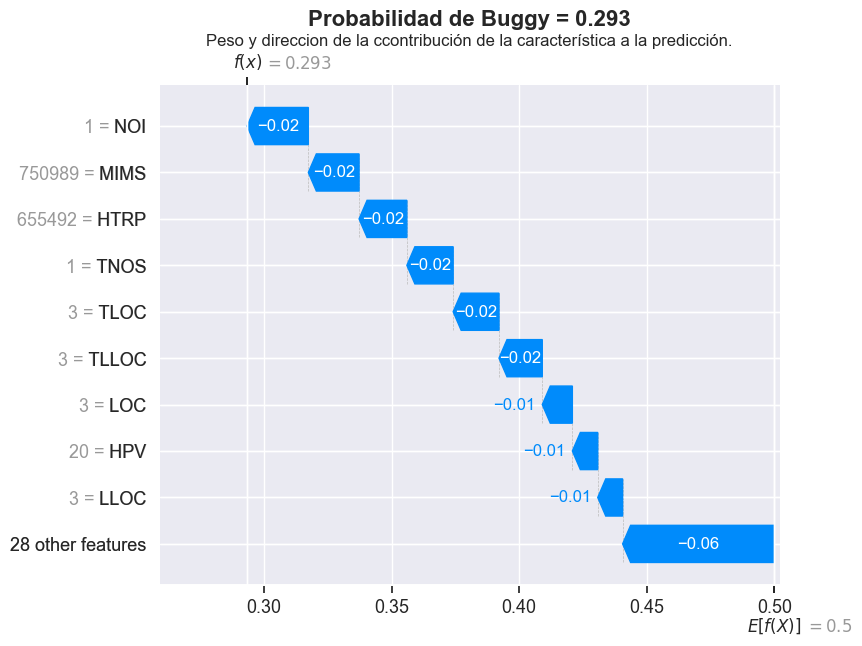 Probabilidad de Buggy = 0.293
Peso y direccion de la ccontribución de la característica a la predicción.
f(x) = 0.293
1 = NOI
−0.02
750989 = MIMS
−0.02
655492 = HTRP
−0.02
1 = TNOS
−0.02
3 = TLOC
−0.02
3 = TLLOC
−0.02
3 = LOC
−0.01
20 = HPV
−0.01
3 = LLOC
−0.01
28 other features
−0.06
0.30 0.35 0.40 0.45 0.50
E[f(X)] = 0.5